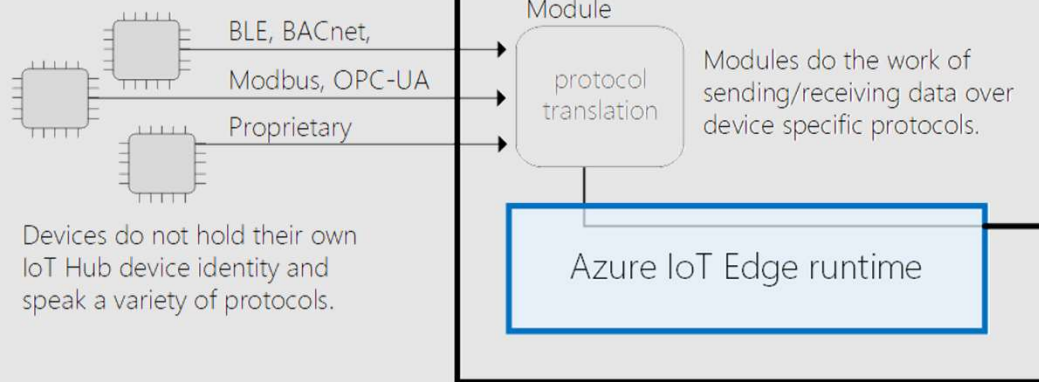 Module
BLE, BACnet,
Modbus, OPC-UA
Proprietary
protocol
translation
Modules do the work of
sending/receiving data over
device specific protocols.
Devices do not hold their own
IoT Hub device identity and
speak a variety of protocols.
Azure IoT Edge runtime